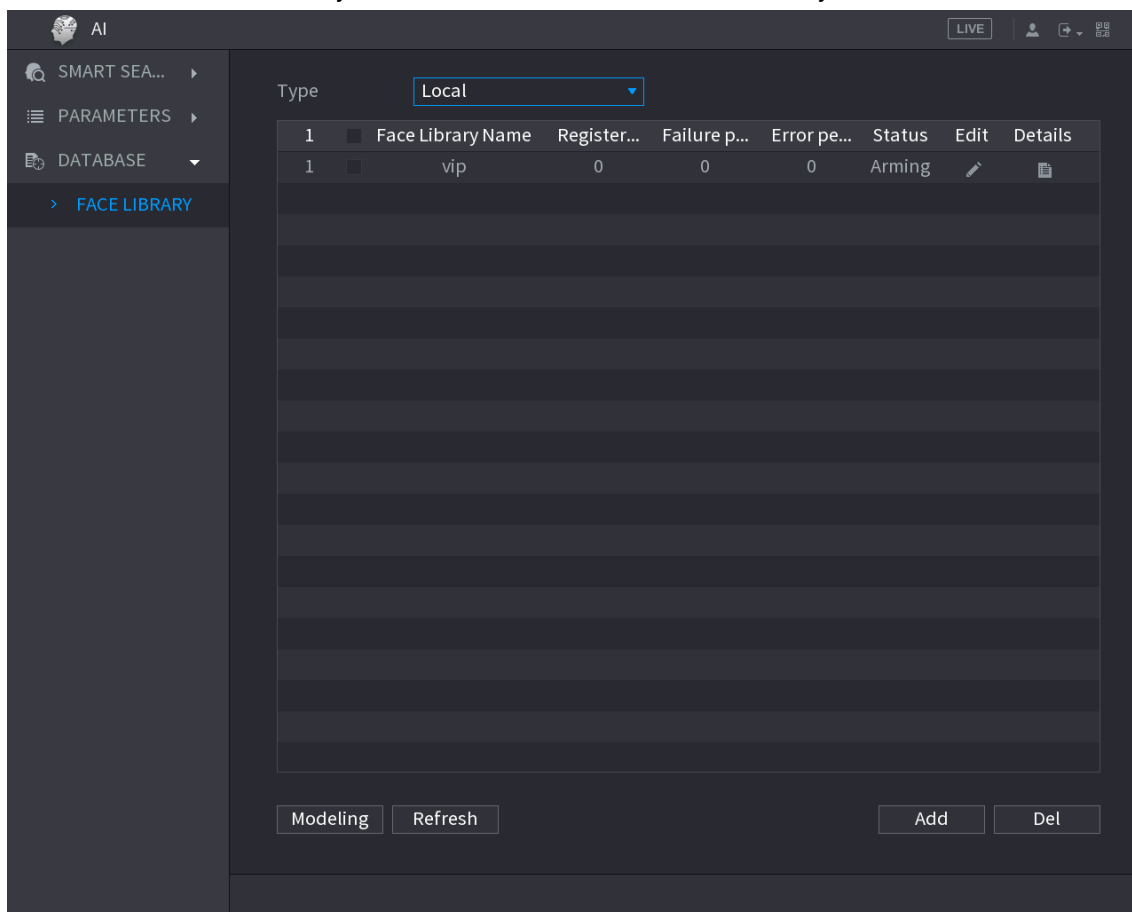 AI
LIVE
SMART SEA...
PARAMETERS
DATABASE
FACE LIBRARY
Type Local
1 Face Library Name Register... Failure p... Error pe... Status Edit Details
1 vip 0 0 0 Arming
Modeling Refresh Add Del